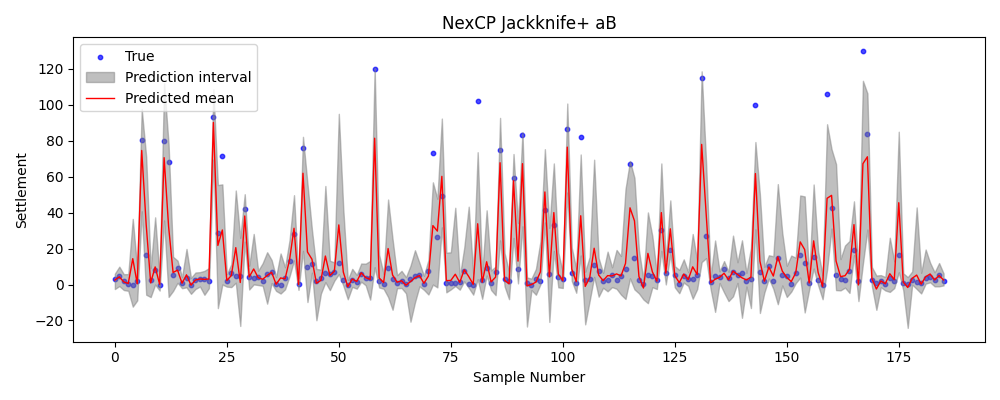 NexCP Jackknife+ aB
True
Prediction interval
Predicted mean
Settlement
120
100
80
60
40
20
0
−20
0 25 50 75 100 125 150 175
Sample Number